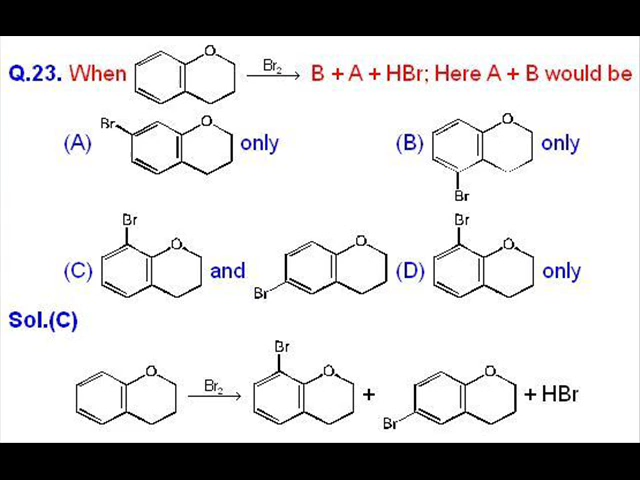 Q.23. When O Br₂ B + A + HBr; Here A + B would be
(A) Br O only (B) O Br only
(C) Br O and Br O (D) Br O only
Sol.(C)
O Br₂ Br O + Br O + HBr